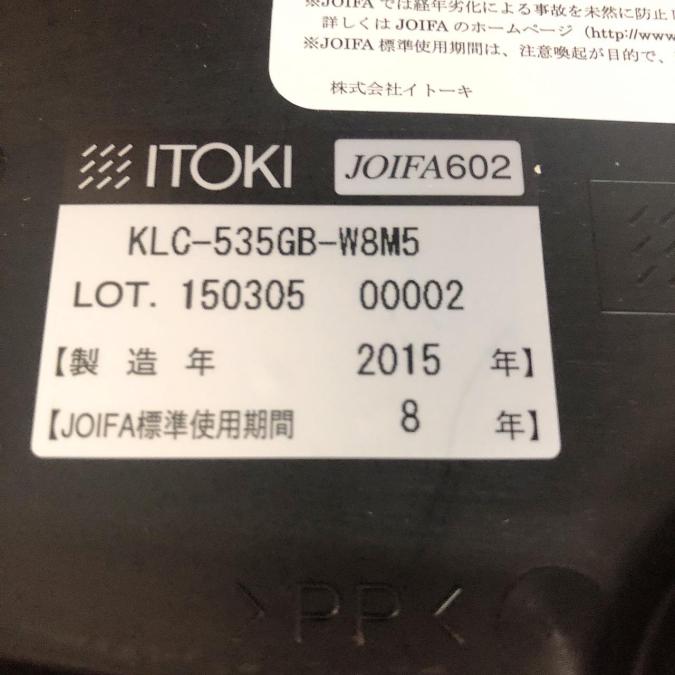 ※JOIFAでは経年劣化による事故を未然に防止し
詳しくはJOIFAのホームページ（http://www
※JOIFA標準使用期間は、注意喚起が目的で、
株式会社イトーキ
ITOKI JOIFA602
KLC-535GB-W8M5
LOT. 150305 00002
【製造年 2015 年】
【JOIFA標準使用期間 8 年】
>PP<